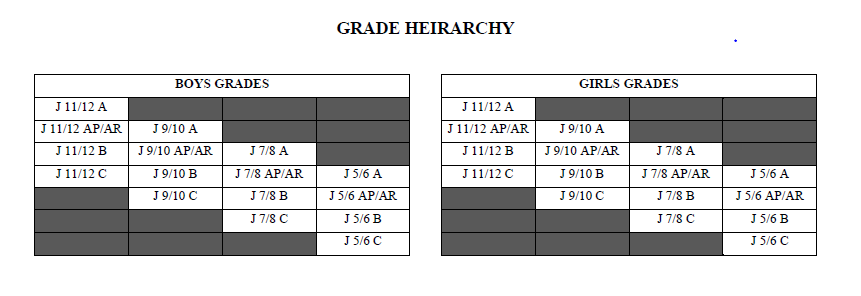 GRADE HEIRARCHY
BOYS GRADES
J 11/12 A
J 11/12 AP/AR J 9/10 A
J 11/12 B J 9/10 AP/AR J 7/8 A
J 11/12 C J 9/10 B J 7/8 AP/AR J 5/6 A
J 9/10 C J 7/8 B J 5/6 AP/AR
J 7/8 C J 5/6 B
J 5/6 C
GIRLS GRADES
J 11/12 A
J 11/12 AP/AR J 9/10 A
J 11/12 B J 9/10 AP/AR J 7/8 A
J 11/12 C J 9/10 B J 7/8 AP/AR J 5/6 A
J 9/10 C J 7/8 B J 5/6 AP/AR
J 7/8 C J 5/6 B
J 5/6 C